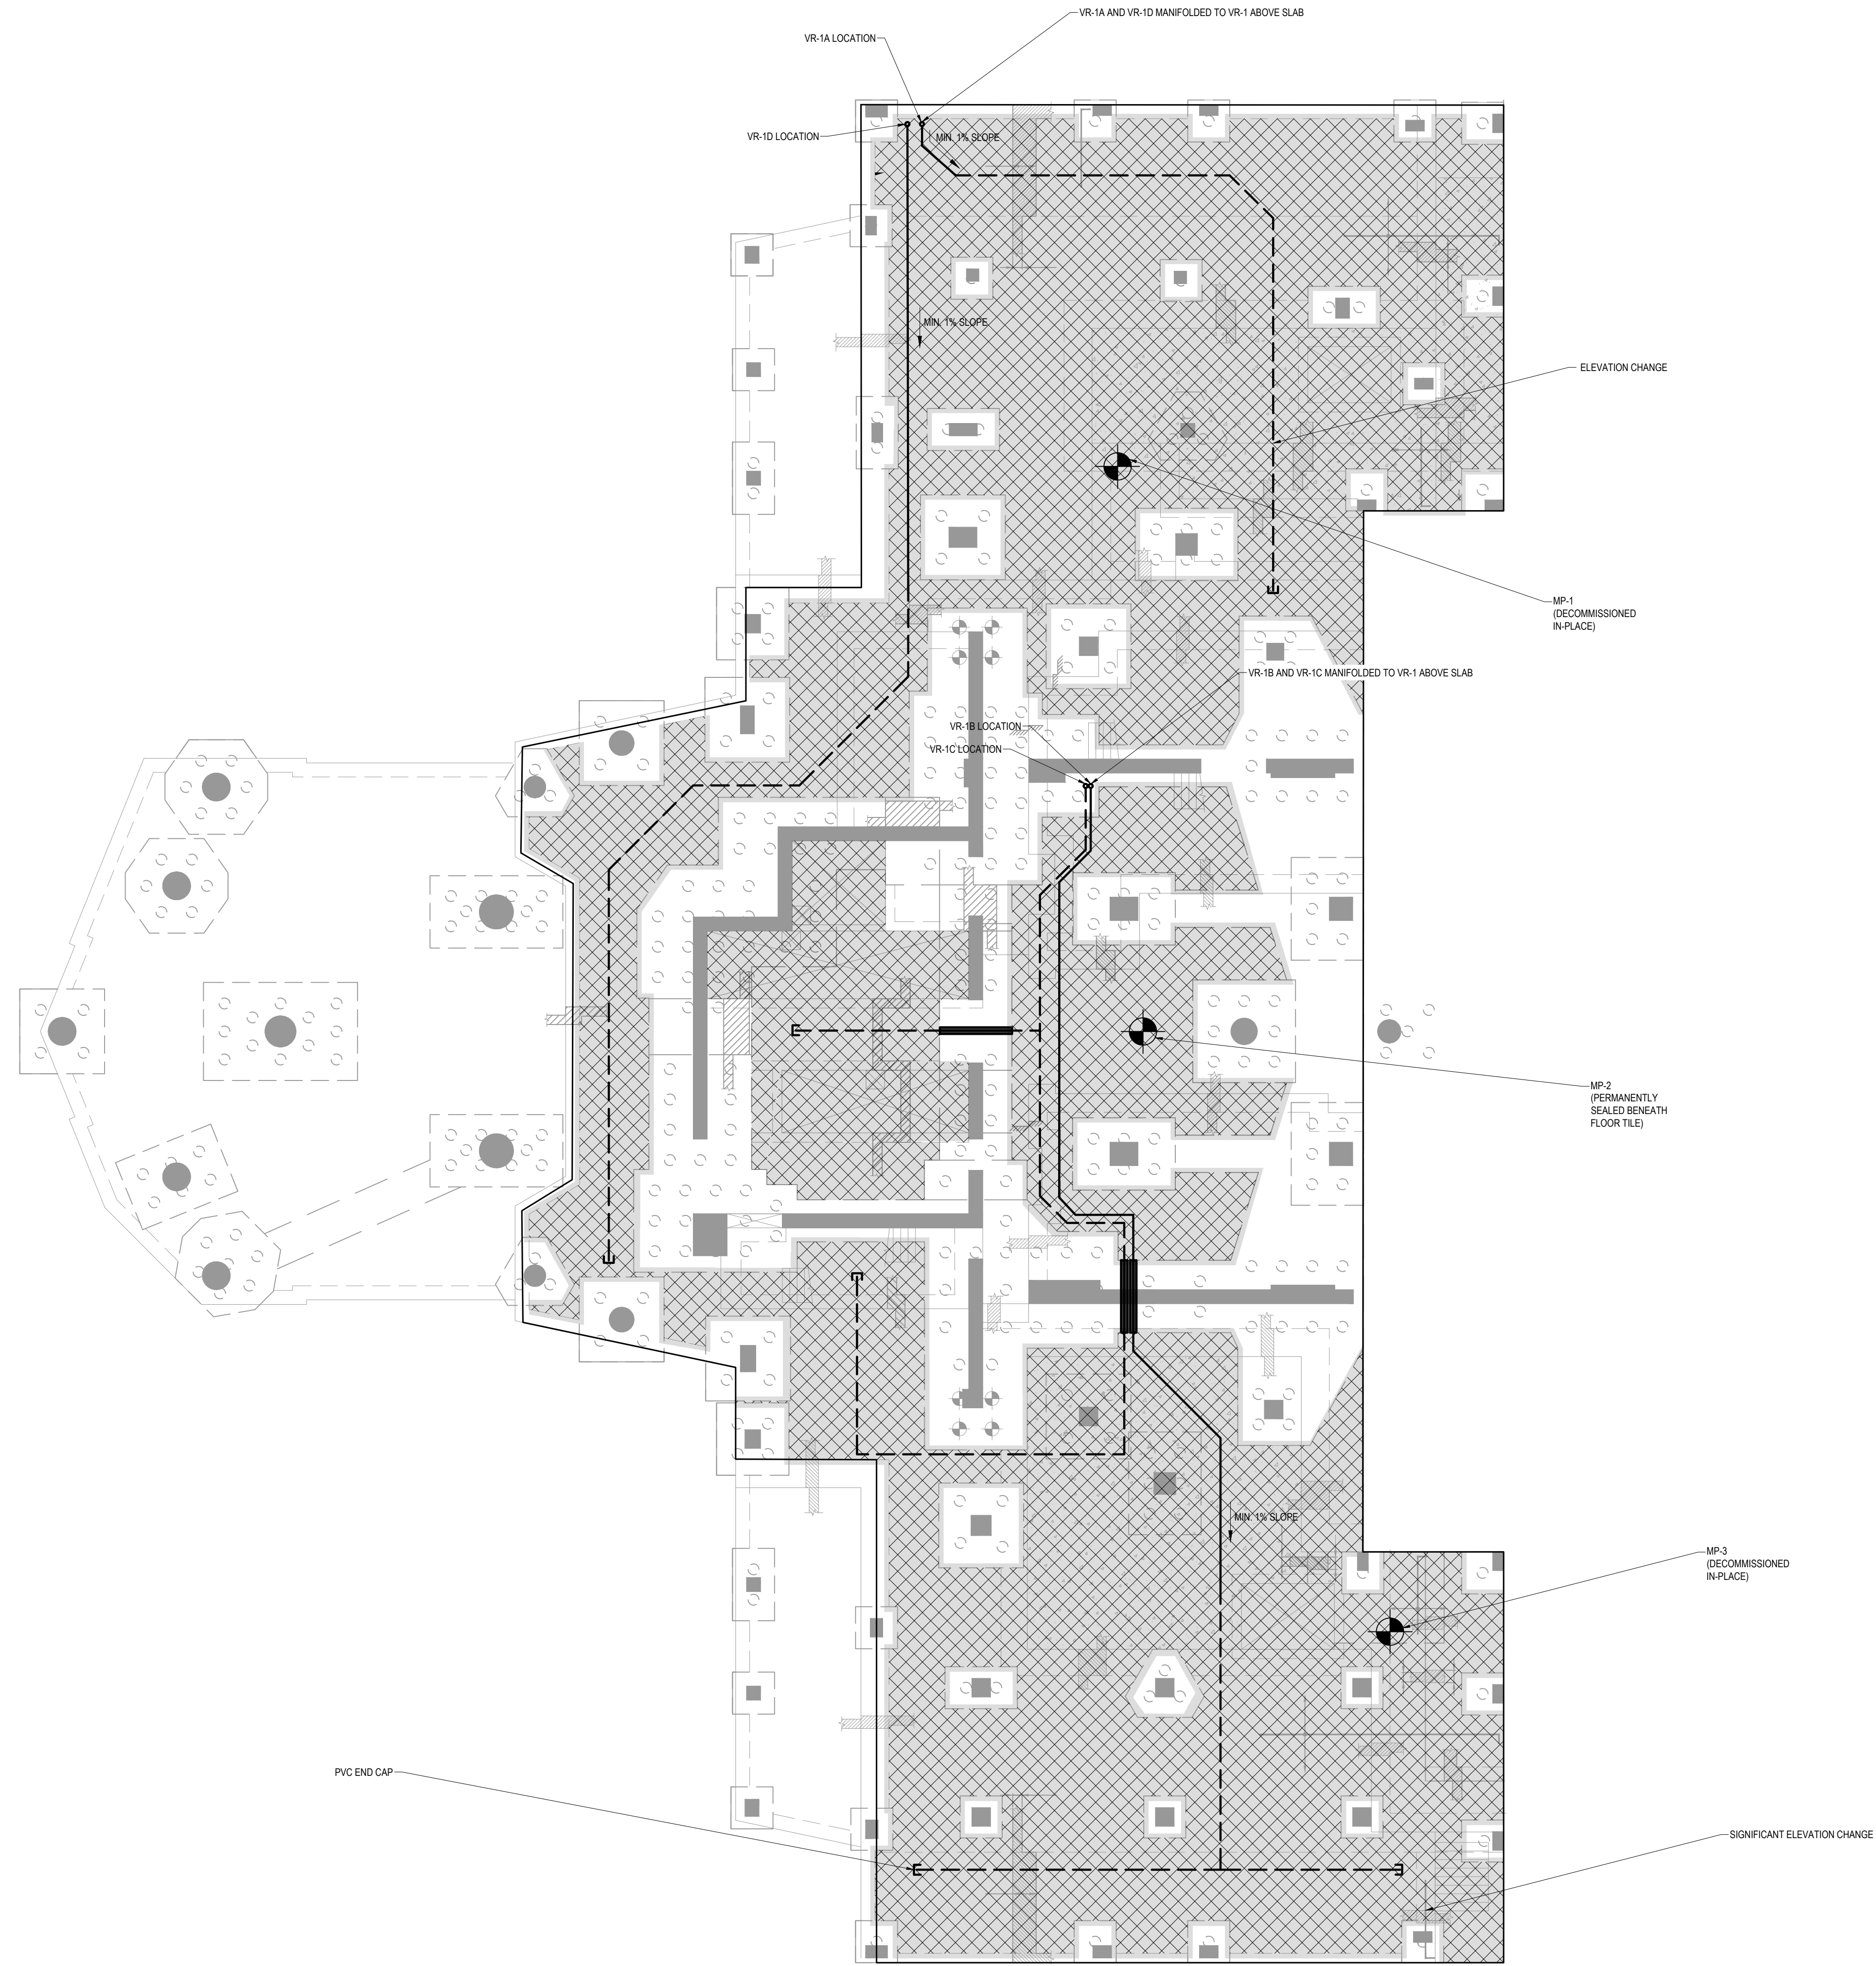 VR-1A AND VR-1D MANIFOLDED TO VR-1 ABOVE SLAB
VR-1A LOCATION
VR-1D LOCATION
MIN. 1% SLOPE
MIN. 1% SLOPE
ELEVATION CHANGE
MP-1
(DECOMMISSIONED
IN-PLACE)
VR-1B AND VR-1C MANIFOLDED TO VR-1 ABOVE SLAB
VR-1B LOCATION
VR-1C LOCATION
MP-2
(PERMANENTLY
SEALED BENEATH
FLOOR TILE)
MIN. 1% SLOPE
MP-3
(DECOMMISSIONED
IN-PLACE)
PVC END CAP
SIGNIFICANT ELEVATION CHANGE